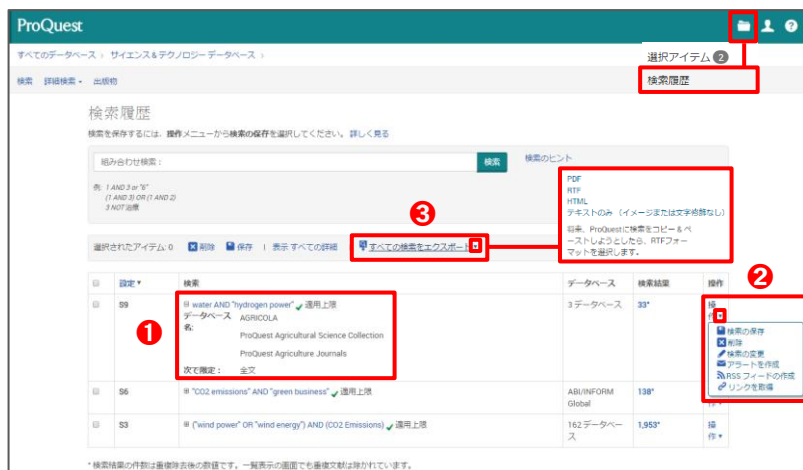 ProQuest
すべてのデータベース › サイエンス&テクノロジー データベース ›
選択アイテム 2
検索 詳細検索 出版物
検索履歴
検索履歴
検索を保存するには、操作メニューから検索の保存を選択してください。 詳しく見る
組み合わせ検索：
検索
検索のヒント
例: 1 AND 3 or "6"
(1 AND 3) OR (1 AND 2)
3 NOT 治療
PDF
RTF
HTML
テキストのみ（イメージまたは文字修飾なし）
将来、ProQuestに検索をコピー＆ペ
ーストしようとしたら、RTFフォー
マットを選択します。
3
選択されたアイテム: 0 削除 保存 | 表示 すべての詳細 | すべての検索をエクスポート
設定 検索 データベース 検索結果 操作
2
S9 water AND "hydrogen power" 適用上限 3 データベース 33* 操
作
データベース AGRICOLA
名:
ProQuest Agricultural Science Collection
ProQuest Agriculture Journals
次で限定： 全文
1
検索の保存
削除
検索の変更
アラートを作成
RSS フィードの作成
リンクを取得
S6 "CO2 emissions" AND "green business" 適用上限 ABI/INFORM 138*
Global 作
S3 ("wind power" OR "wind energy") AND (CO2 Emissions) 適用上限 162 データベー 1,953* 操
ス 作
* 検索結果の件数は重複除去後の数値です。一覧表示の画面でも重複文献は除かれています。